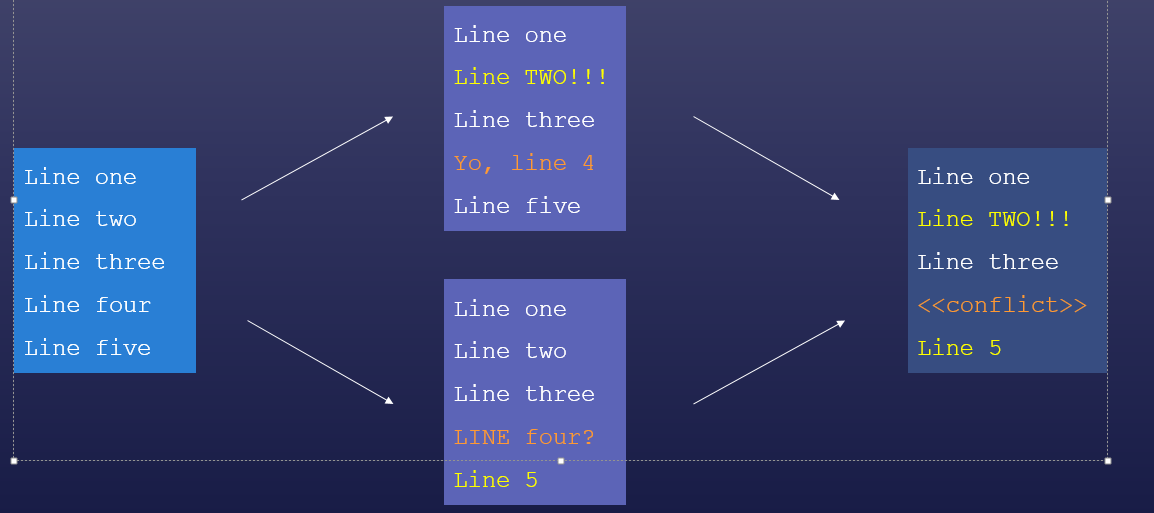 Line one
Line two
Line three
Line four
Line five
Line one
Line TWO!!!
Line three
Yo, line 4
Line five
Line one
Line two
Line three
LINE four?
Line 5
Line one
Line TWO!!!
Line three
<<conflict>>
Line 5